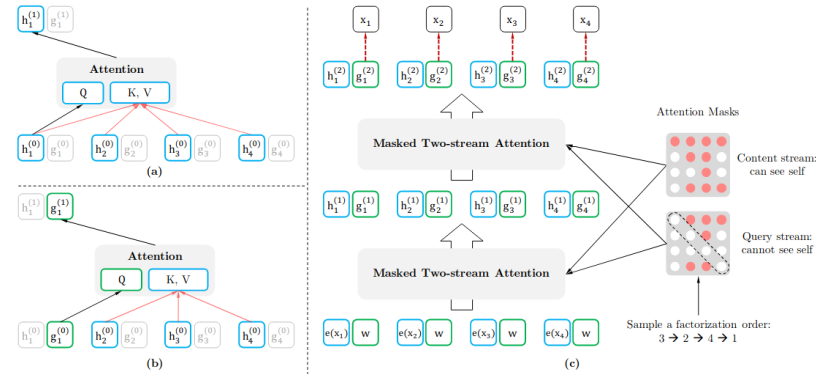 h₁⁽¹⁾ g₁⁽¹⁾
Attention
Q K, V
h₁⁽⁰⁾ g₁⁽⁰⁾ h₂⁽⁰⁾ g₂⁽⁰⁾ h₃⁽⁰⁾ g₃⁽⁰⁾ h₄⁽⁰⁾ g₄⁽⁰⁾
(a)
h₁⁽¹⁾ g₁⁽¹⁾
Attention
Q K, V
h₁⁽⁰⁾ g₁⁽⁰⁾ h₂⁽⁰⁾ g₂⁽⁰⁾ h₃⁽⁰⁾ g₃⁽⁰⁾ h₄⁽⁰⁾ g₄⁽⁰⁾
(b)
x₁ x₂ x₃ x₄
h₁⁽²⁾ g₁⁽²⁾ h₂⁽²⁾ g₂⁽²⁾ h₃⁽²⁾ g₃⁽²⁾ h₄⁽²⁾ g₄⁽²⁾
Masked Two-stream Attention
h₁⁽¹⁾ g₁⁽¹⁾ h₂⁽¹⁾ g₂⁽¹⁾ h₃⁽¹⁾ g₃⁽¹⁾ h₄⁽¹⁾ g₄⁽¹⁾
Masked Two-stream Attention
e(x₁) w e(x₂) w e(x₃) w e(x₄) w
(c)
Attention Masks
Content stream:
can see self
Query stream:
cannot see self
Sample a factorization order:
3 → 2 → 4 → 1